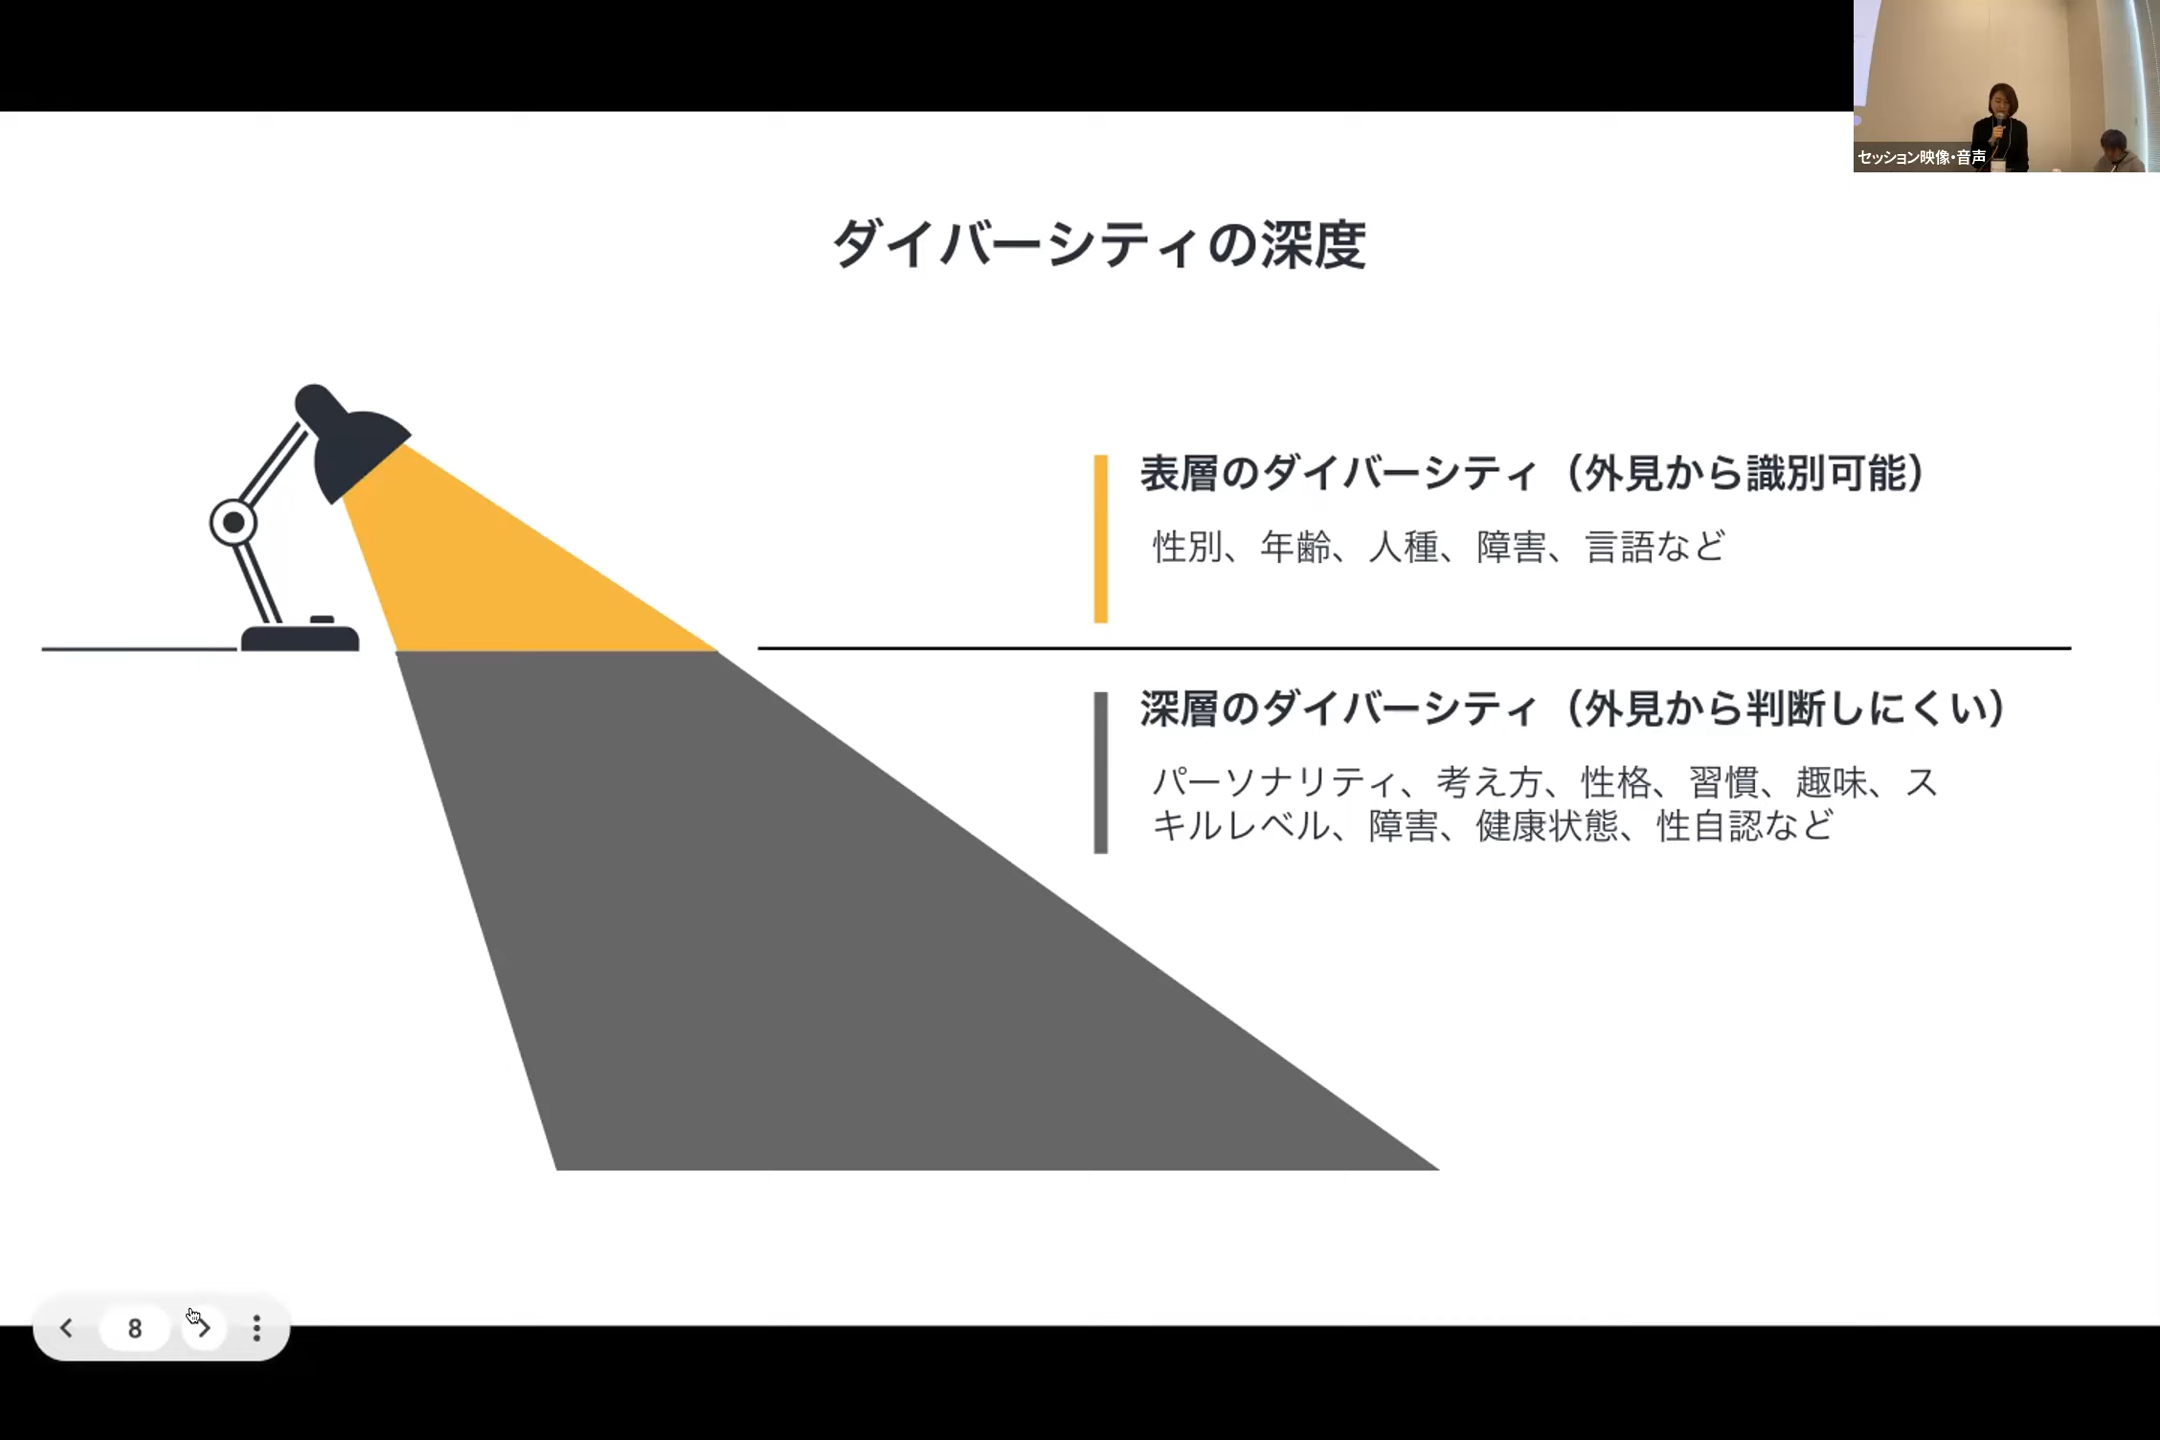 セッション映像・音声
ダイバーシティの深度
表層のダイバーシティ（外見から識別可能）
性別、年齢、人種、障害、言語など
深層のダイバーシティ（外見から判断しにくい）
パーソナリティ、考え方、性格、習慣、趣味、ス
キルレベル、障害、健康状態、性自認など
8